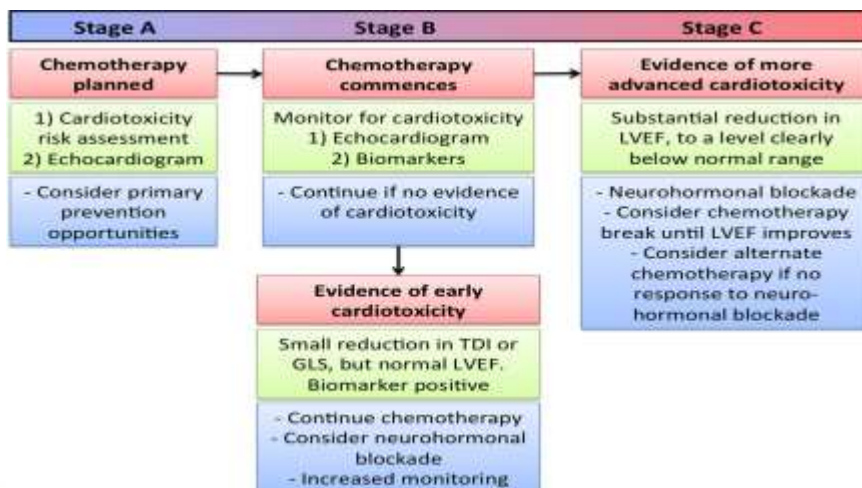 Stage A
Stage B
Stage C
Chemotherapy
planned
1) Cardiotoxicity
risk assessment
2) Echocardiogram
- Consider primary
prevention
opportunities
Chemotherapy
commences
Monitor for cardiotoxicity
1) Echocardiogram
2) Biomarkers
- Continue if no evidence
of cardiotoxicity
Evidence of early
cardiotoxicity
Small reduction in TDI or
GLS, but normal LVEF.
Biomarker positive
- Continue chemotherapy
- Consider neurohormonal
blockade
- Increased monitoring
Evidence of more
advanced cardiotoxicity
Substantial reduction in
LVEF, to a level clearly
below normal range
- Neurohormonal blockade
- Consider chemotherapy
break until LVEF improves
- Consider alternate
chemotherapy if no
response to neuro-
hormonal blockade